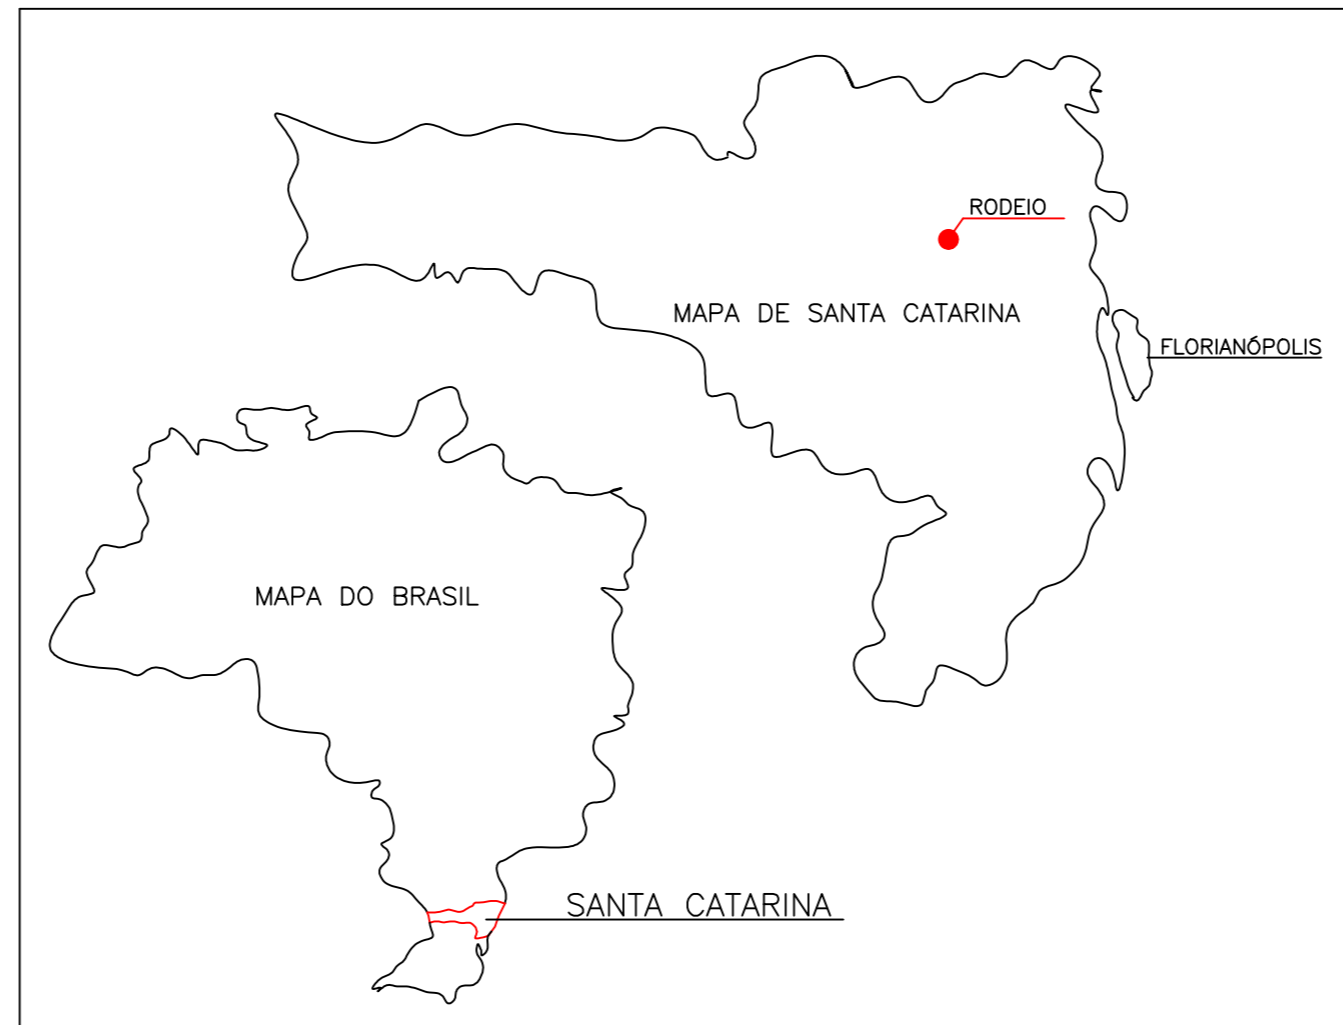 RODEIO
MAPA DE SANTA CATARINA
FLORIANóPOLIS
MAPA DO BRASIL
SANTA CATARINA